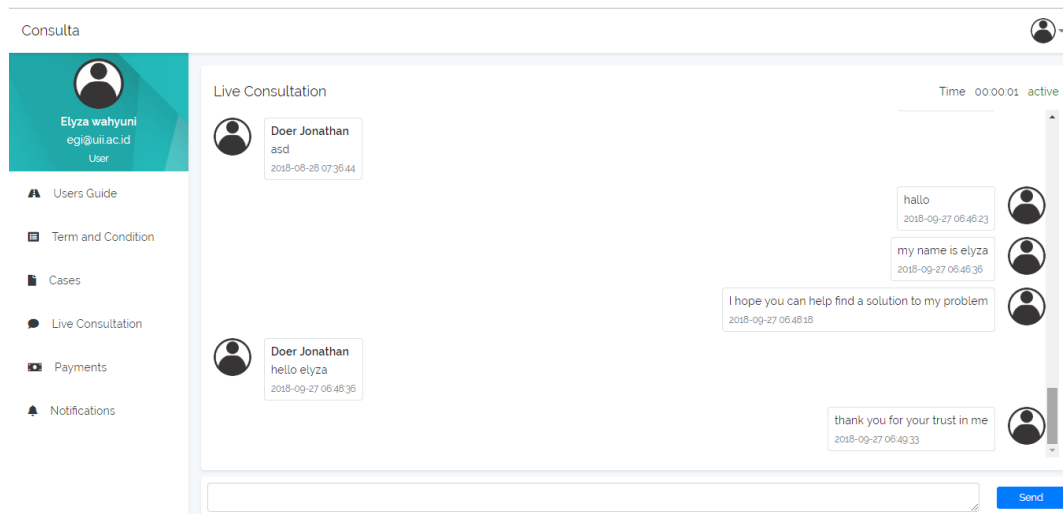 Consulta
Elyza wahyuni
egi@uii.ac.id
User
Users Guide
Term and Condition
Cases
Live Consultation
Payments
Notifications
Live Consultation
Time 00:00:01 active
Doer Jonathan
asd
2018-08-28 07:36:44
hallo
2018-09-27 06:46:23
my name is elyza
2018-09-27 06:46:36
I hope you can help find a solution to my problem
2018-09-27 06:48:18
Doer Jonathan
hello elyza
2018-09-27 06:48:36
thank you for your trust in me
2018-09-27 06:49:33
Send